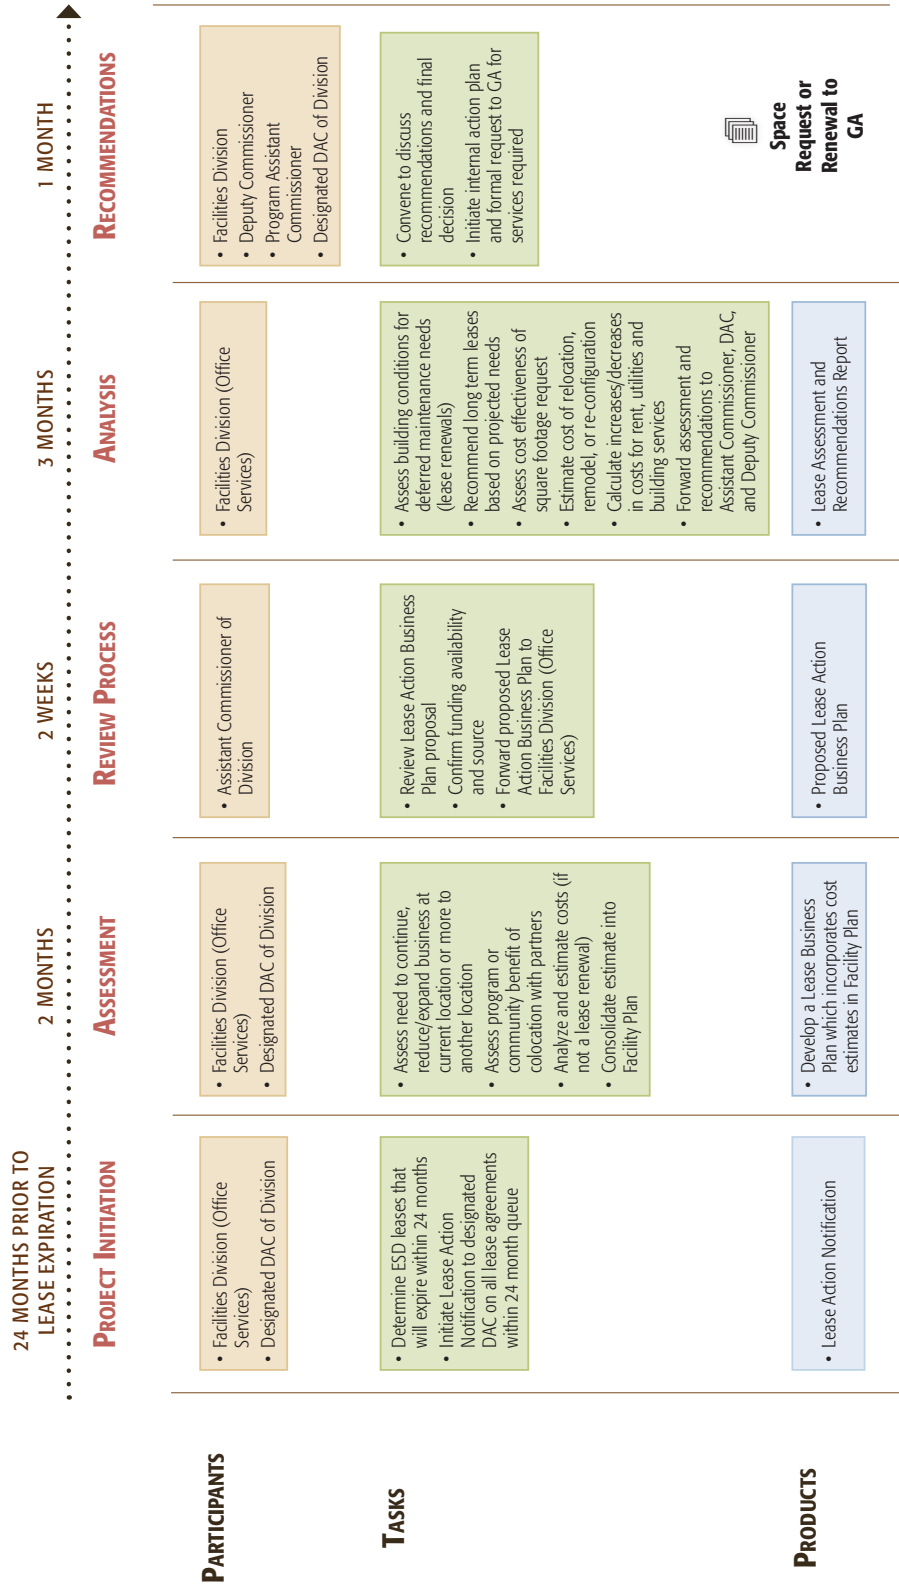 24 MONTHS PRIOR TO
LEASE EXPIRATION
2 MONTHS
2 WEEKS
3 MONTHS
1 MONTH
PROJECT INITIATION
ASSESSMENT
REVIEW PROCESS
ANALYSIS
RECOMMENDATIONS
PARTICIPANTS
• Facilities Division (Office
Services)
• Designated DAC of Division
• Facilities Division (Office
Services)
• Designated DAC of Division
• Assistant Commissioner of
Division
• Facilities Division (Office
Services)
• Facilities Division
• Deputy Commissioner
• Program Assistant
Commissioner
• Designated DAC of Division
TASKS
• Determine ESD leases that
will expire within 24 months
• Initiate Lease Action
Notification to designated
DAC on all lease agreements
within 24 month queue
• Assess need to continue,
reduce/expand business at
current location or more to
another location
• Assess program or
community benefit of
colocation with partners
• Analyze and estimate costs (if
not a lease renewal)
• Consolidate estimate into
Facility Plan
• Review Lease Action Business
Plan proposal
• Confirm funding availability
and source
• Forward proposed Lease
Action Business Plan to
Facilities Division (Office
Services)
• Assess building conditions for
deferred maintenance needs
(lease renewals)
• Recommend long term leases
based on projected needs
• Assess cost effectiveness of
square footage request
• Estimate cost of relocation,
remodel, or re-configuration
• Calculate increases/decreases
in costs for rent, utilities and
building services
• Forward assessment and
recommendations to
Assistant Commissioner, DAC,
and Deputy Commissioner
• Convene to discuss
recommendations and final
decision
• Initiate internal action plan
and formal request to GA for
services required
PRODUCTS
• Lease Action Notification
• Develop a Lease Business
Plan which incorporates cost
estimates in Facility Plan
• Proposed Lease Action
Business Plan
• Lease Assessment and
Recommendations Report
Space
Request or
Renewal to
GA